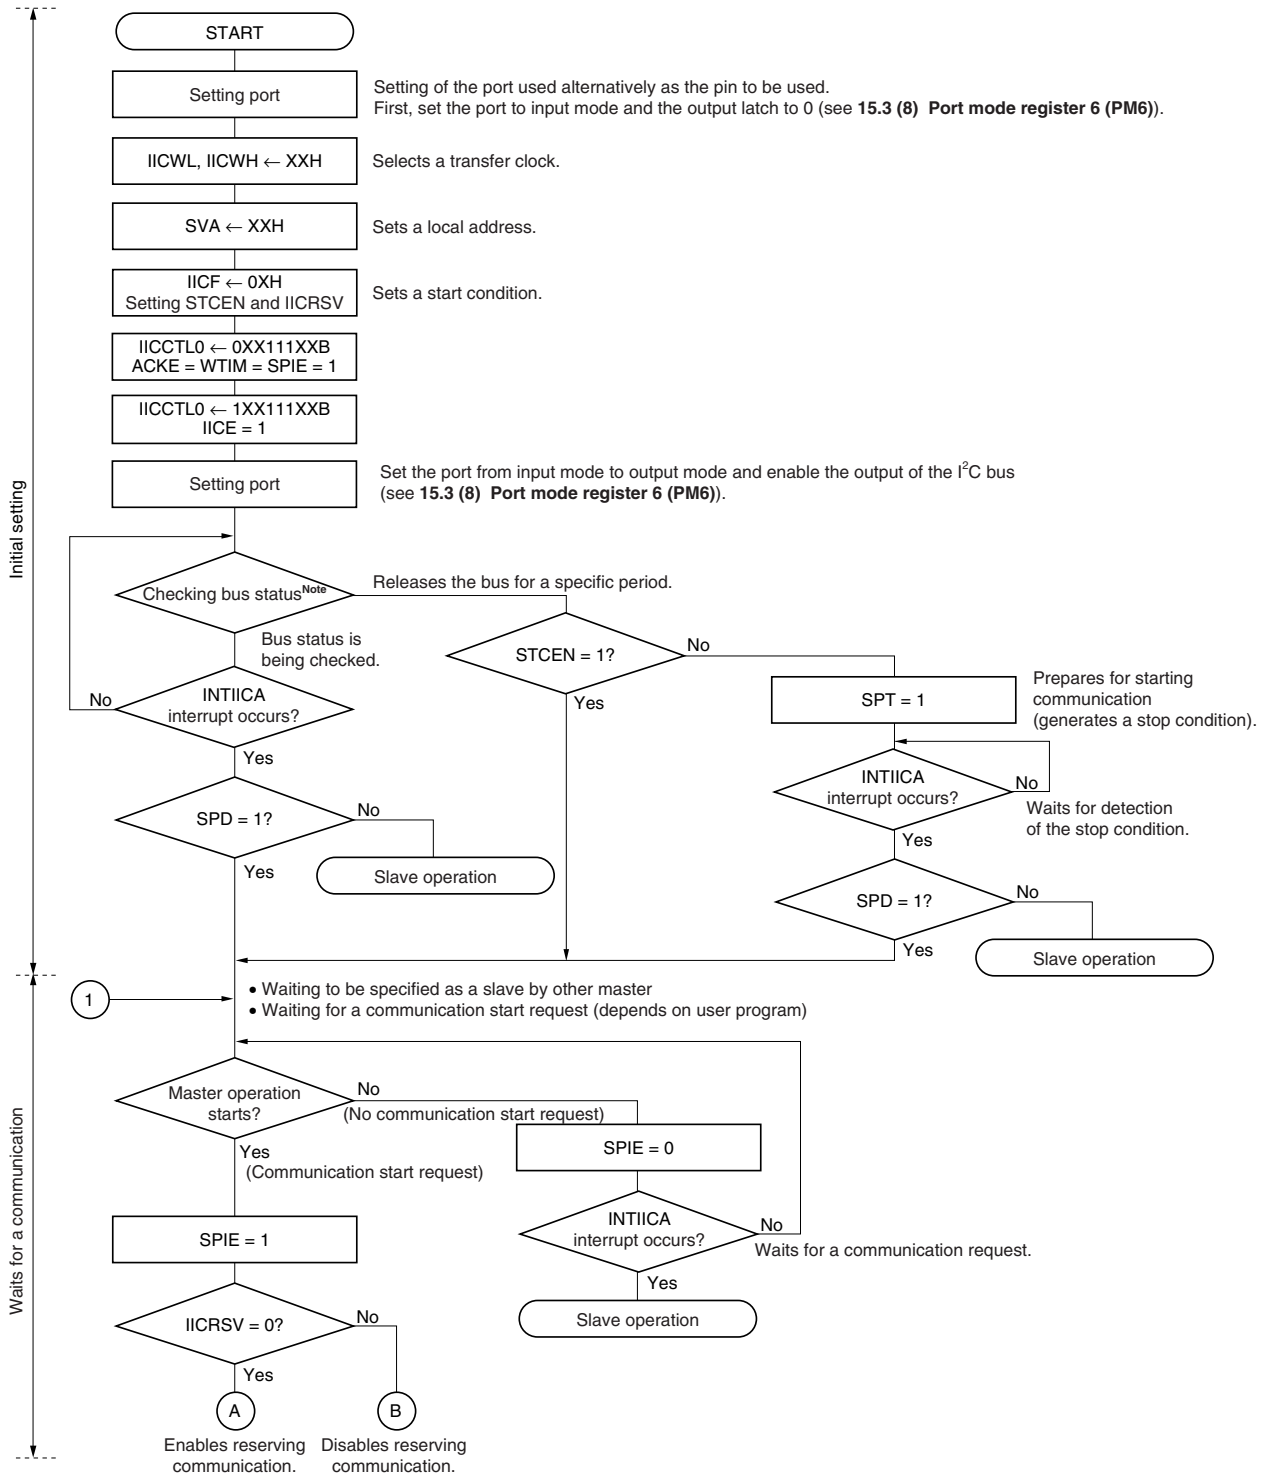 START
Setting port
Setting of the port used alternatively as the pin to be used.
First, set the port to input mode and the output latch to 0 (see 15.3 (8) Port mode register 6 (PM6)).
IICWL, IICWH ← XXH
Selects a transfer clock.
SVA ← XXH
Sets a local address.
IICF ← 0XH
Setting STCEN and IICRSV
Sets a start condition.
IICCTL0 ← 0XX111XXB
ACKE = WTIM = SPIE = 1
IICCTL0 ← 1XX111XXB
IICE = 1
Setting port
Set the port from input mode to output mode and enable the output of the I²C bus
(see 15.3 (8) Port mode register 6 (PM6)).
Initial setting
Checking bus statusNote
Releases the bus for a specific period.
Bus status is
being checked.
STCEN = 1?
No
Yes
SPT = 1
Prepares for starting
communication
(generates a stop condition).
INTIICA
interrupt occurs?
No
Yes
INTIICA
interrupt occurs?
No
Waits for detection
of the stop condition.
Yes
SPD = 1?
No
Yes
Slave operation
SPD = 1?
No
Yes
Slave operation
1
• Waiting to be specified as a slave by other master
• Waiting for a communication start request (depends on user program)
Waits for a communication
Master operation
starts?
No
(No communication start request)
Yes
(Communication start request)
SPIE = 0
INTIICA
interrupt occurs?
No
Waits for a communication request.
Yes
Slave operation
SPIE = 1
IICRSV = 0?
No
Yes
A
B
Enables reserving
communication.
Disables reserving
communication.